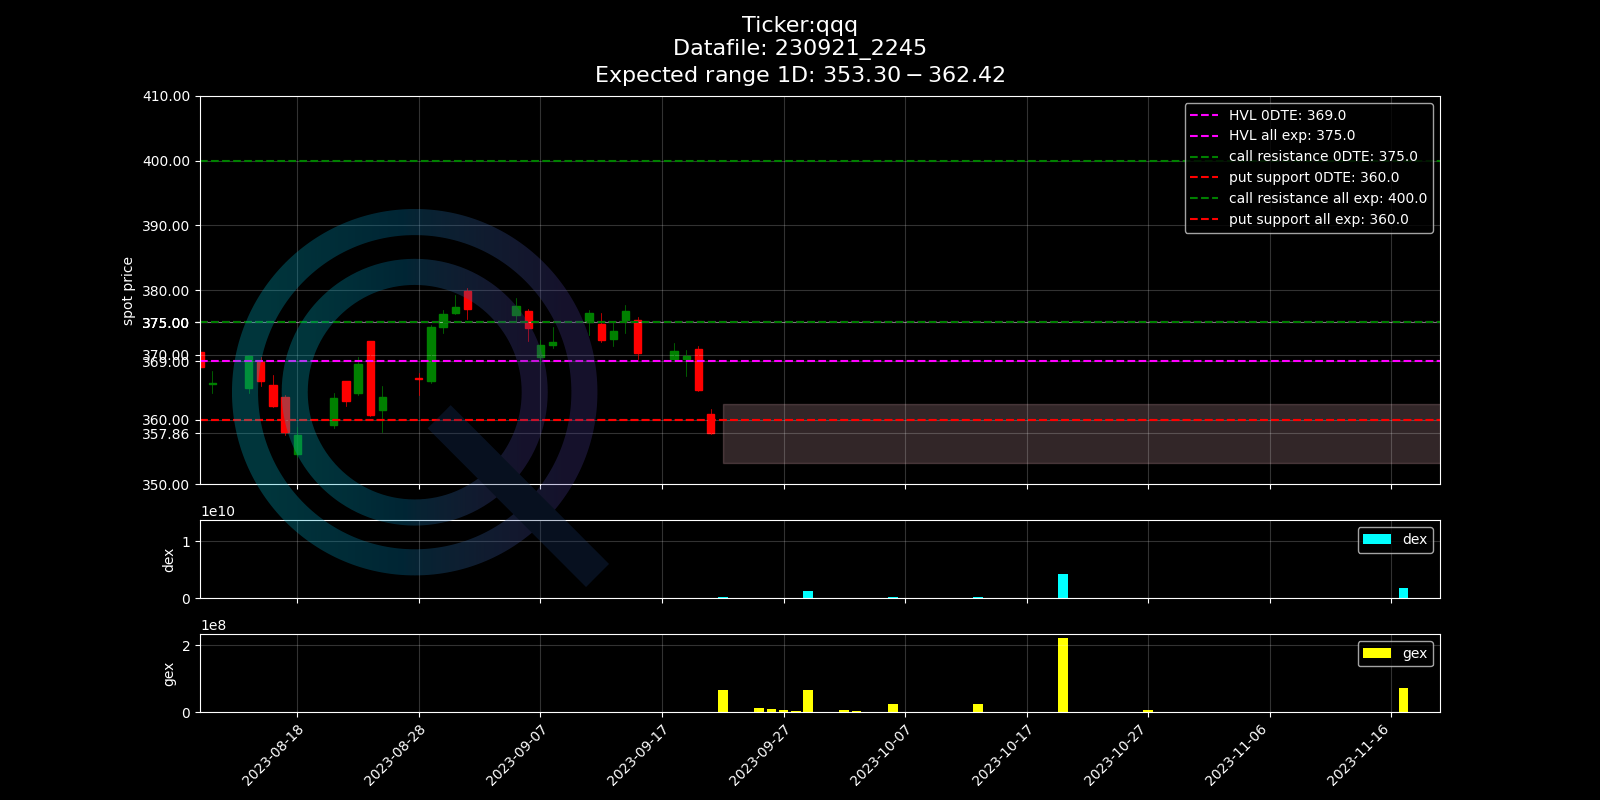 Ticker:qqq
Datafile: 230921_2245
Expected range 1D: 353.30 − 362.42
410.00
400.00
390.00
380.00
375.00
370.00
369.00
360.00
357.86
350.00
spot price
HVL 0DTE: 369.0
HVL all exp: 375.0
call resistance 0DTE: 375.0
put support 0DTE: 360.0
call resistance all exp: 400.0
put support all exp: 360.0
1e10
1
0
dex
dex
1e8
2
0
gex
gex
2023-08-18
2023-08-28
2023-09-07
2023-09-17
2023-09-27
2023-10-07
2023-10-17
2023-10-27
2023-11-06
2023-11-16